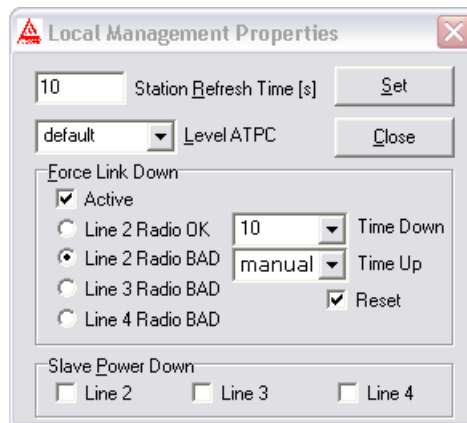 Local Management Properties
10 Station Refresh Time [s] Set
default Level ATPC Close
Force Link Down
Active
Line 2 Radio OK 10 Time Down
Line 2 Radio BAD manual Time Up
Line 3 Radio BAD Reset
Line 4 Radio BAD
Slave Power Down
Line 2 Line 3 Line 4